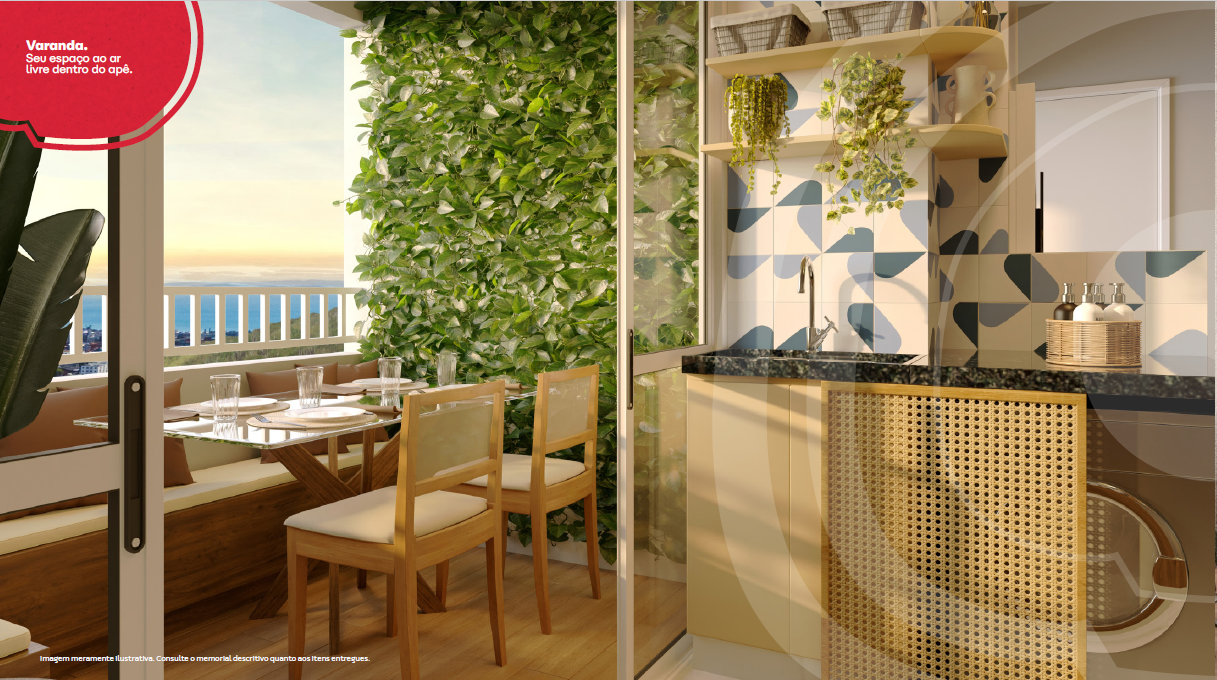 Varanda.
Seu espaço ao ar
livre dentro do apê.
Imagem meramente ilustrativa. Consulte o memorial descritivo quanto aos itens entregues.